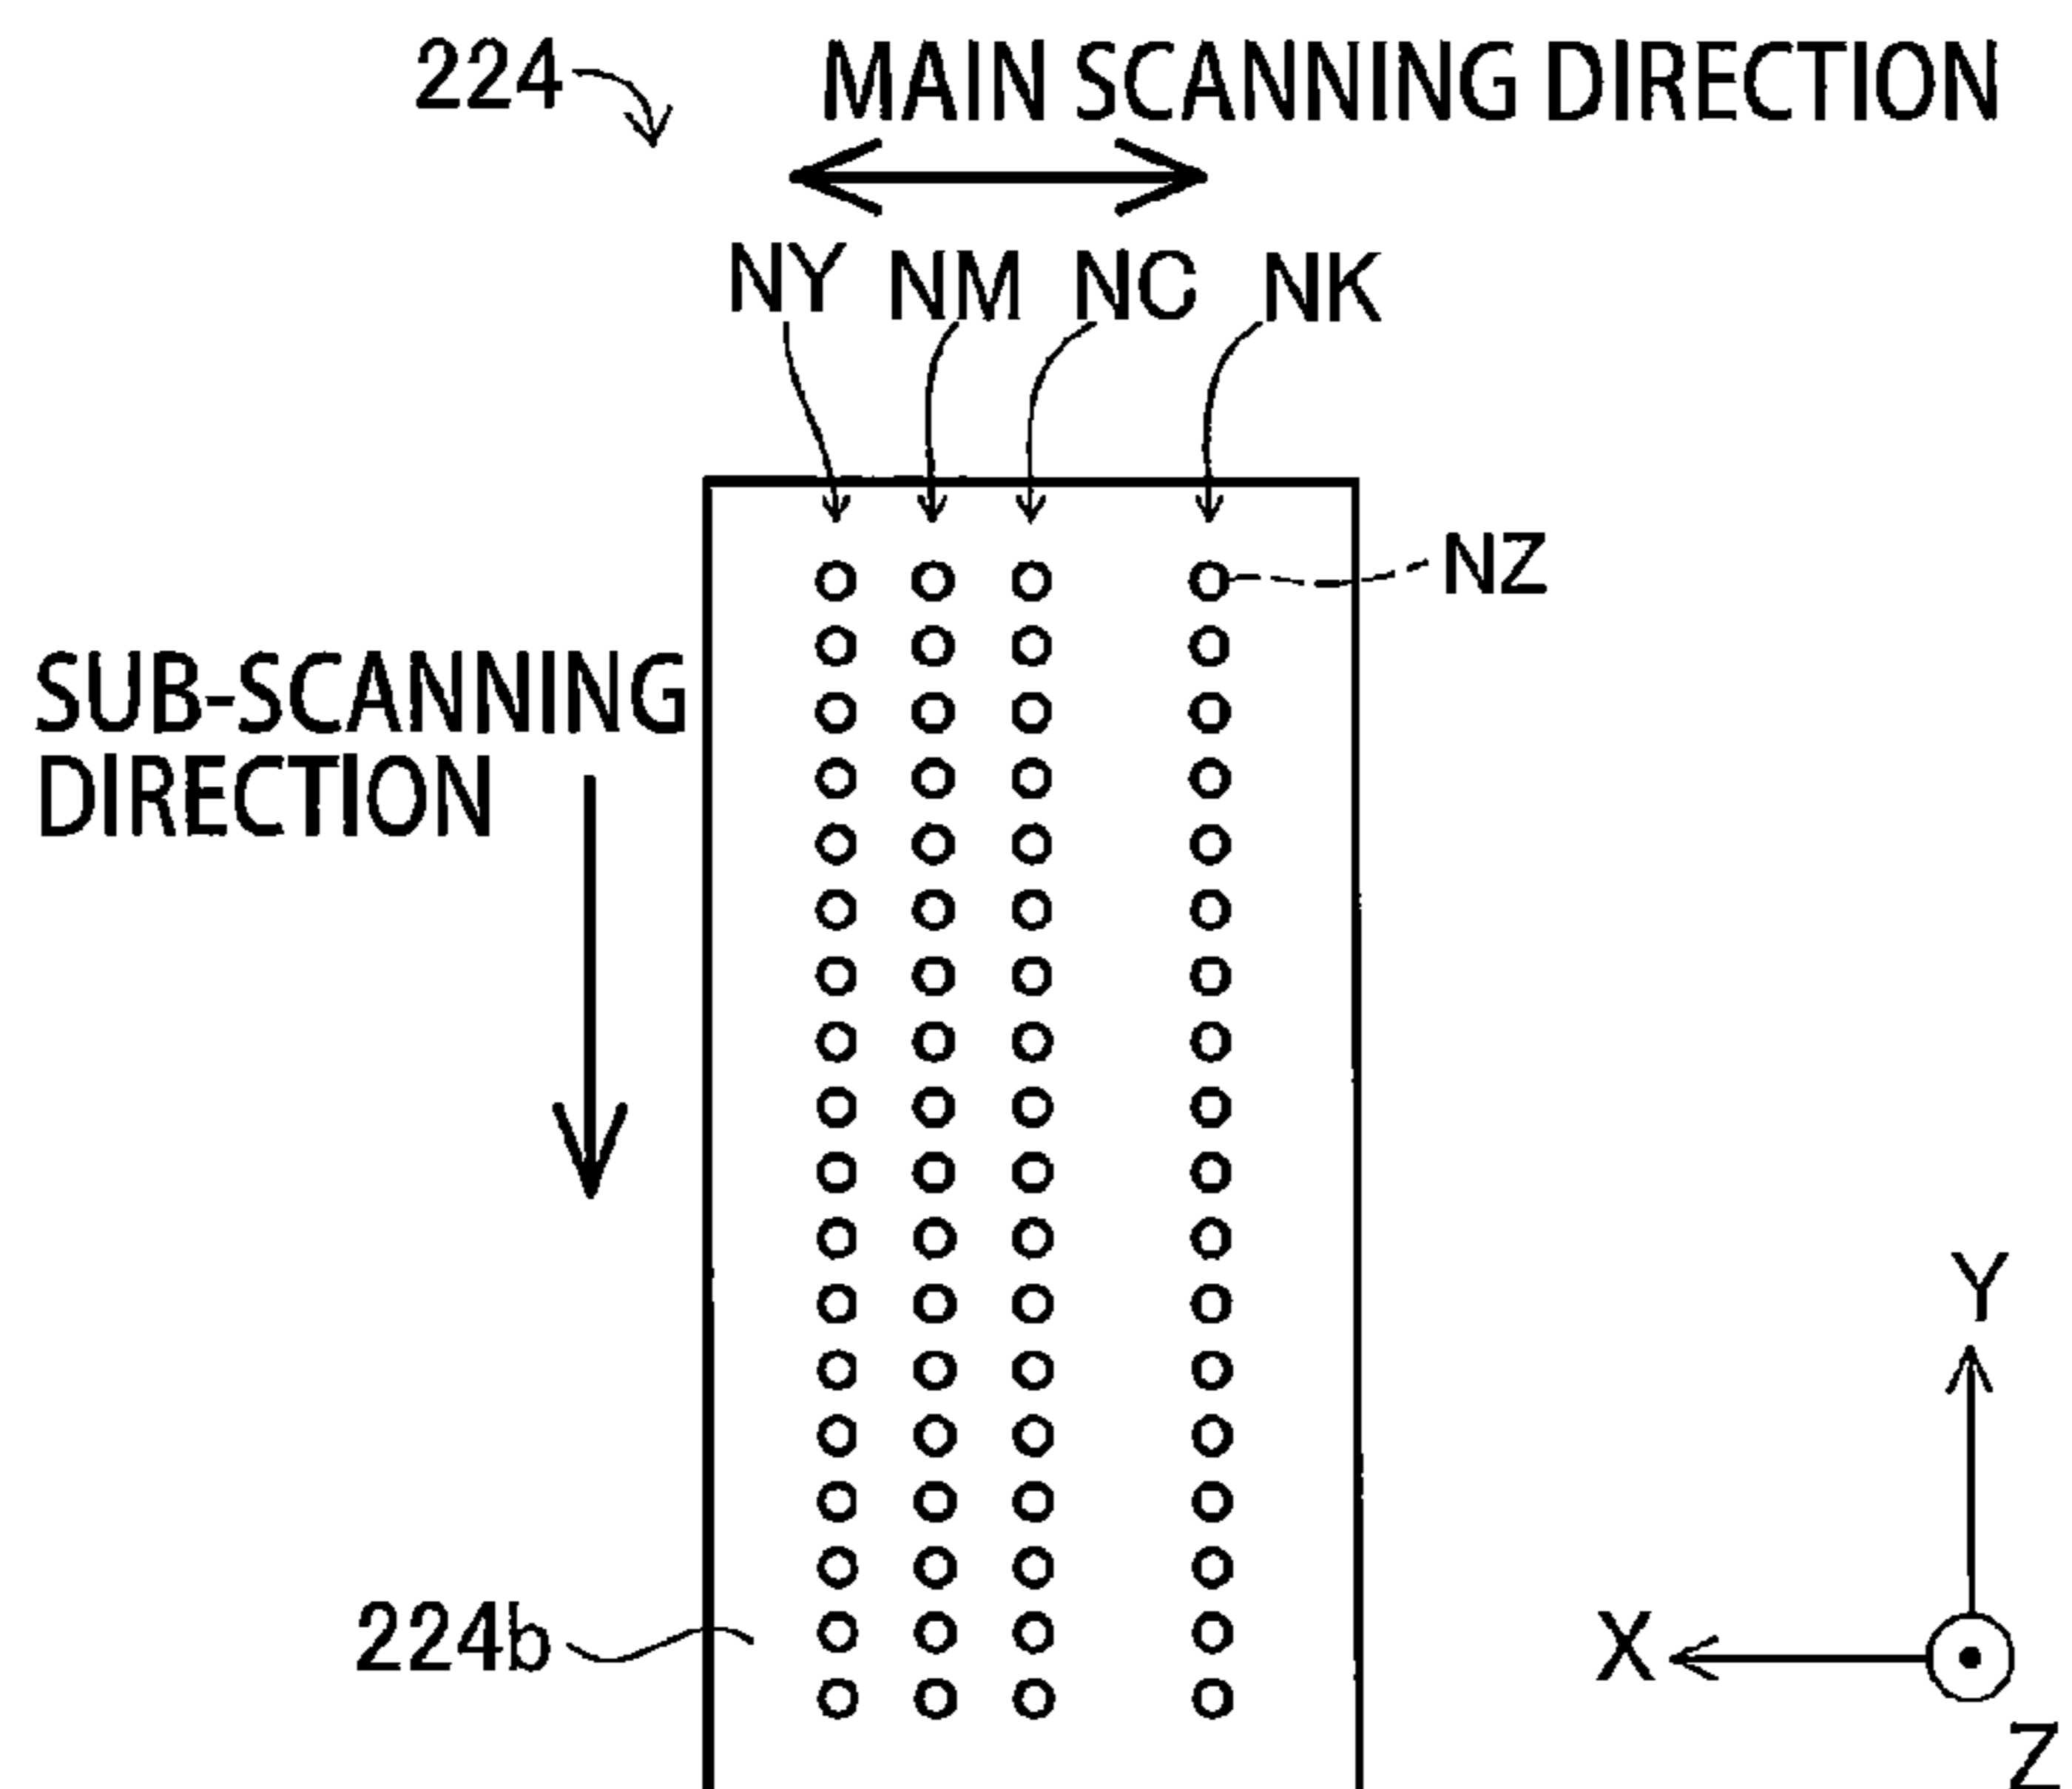 224
MAIN SCANNING DIRECTION
NY NM NC NK
NZ
SUB-SCANNING
DIRECTION
Y
224b
X
Z